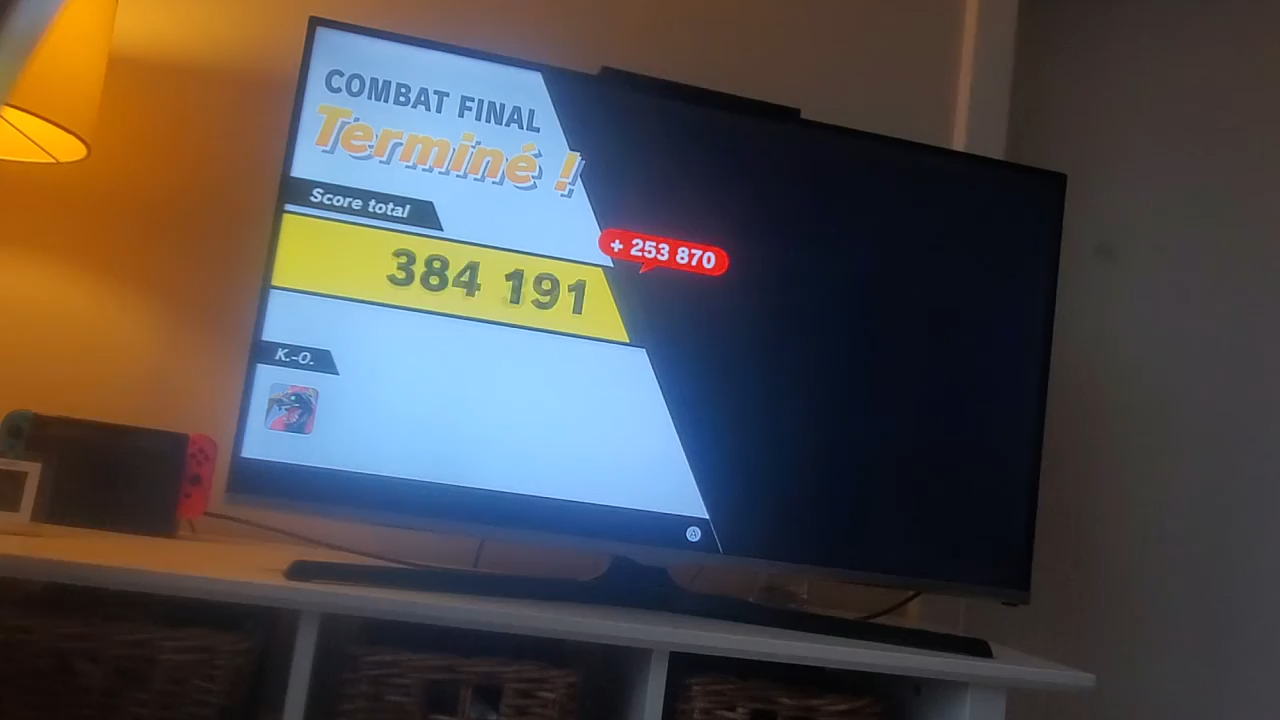 COMBAT FINAL
Terminé !
Score total
+ 253 870
384 191
K.-O.
A